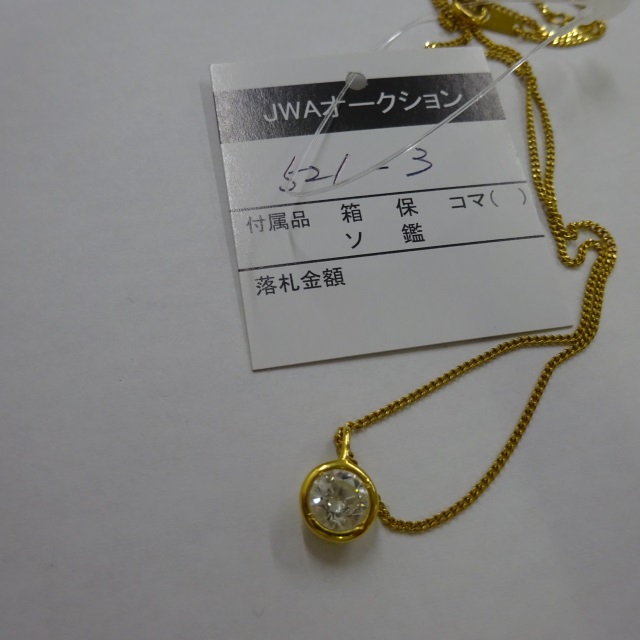 JWAオークション
521-3
付属品 箱 保 コマ( )
ソ 鑑
落札金額